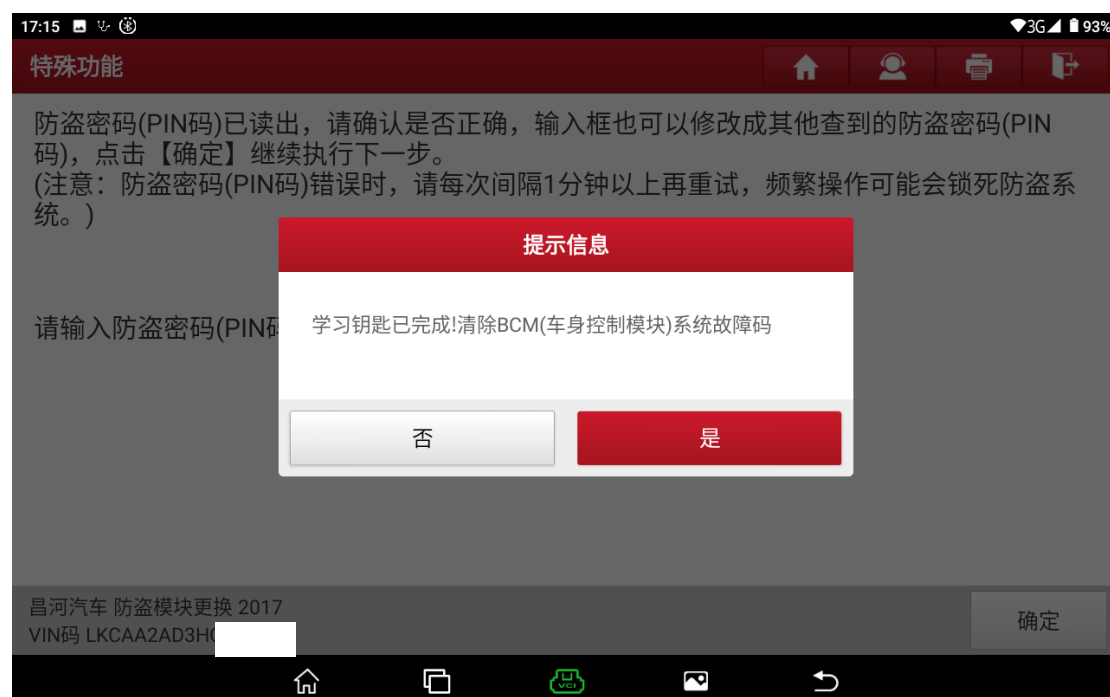 17:15
3G 93%
特殊功能
防盗密码(PIN码)已读出，请确认是否正确，输入框也可以修改成其他查到的防盗密码(PIN
码)，点击【确定】继续执行下一步。
(注意：防盗密码(PIN码)错误时，请每次间隔1分钟以上再重试，频繁操作可能会锁死防盗系
统。)
提示信息
请输入防盗密码(PIN
学习钥匙已完成!清除BCM(车身控制模块)系统故障码
否
是
昌河汽车 防盗模块更换 2017
VIN码 LKCAA2AD3H
确定
VCI